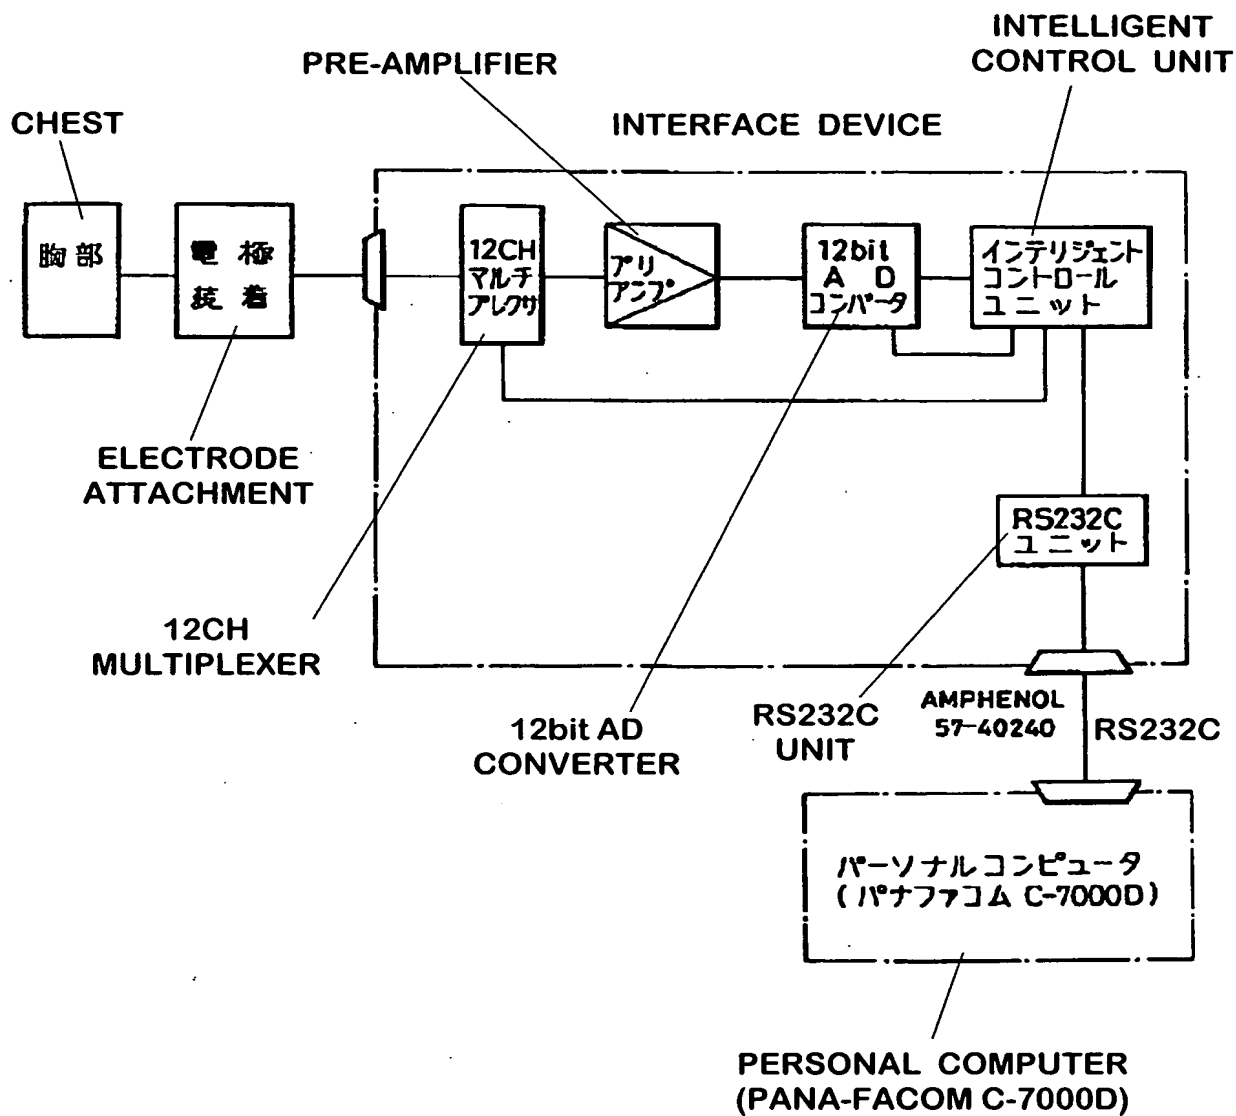 INTELLIGENT
CONTROL UNIT
PRE-AMPLIFIER
CHEST
INTERFACE DEVICE
胸部
電極
装着
12CH
マルチ
プレクサ
プリ
アンプ
12bit
A D
コンバータ
インテリジェント
コントロール
ユニット
ELECTRODE
ATTACHMENT
RS232C
ユニット
12CH
MULTIPLEXER
12bit AD
CONVERTER
RS232C
UNIT
AMPHENOL
57-40240
RS232C
パーソナルコンピュータ
(パナファコム C-7000D)
PERSONAL COMPUTER
(PANA-FACOM C-7000D)